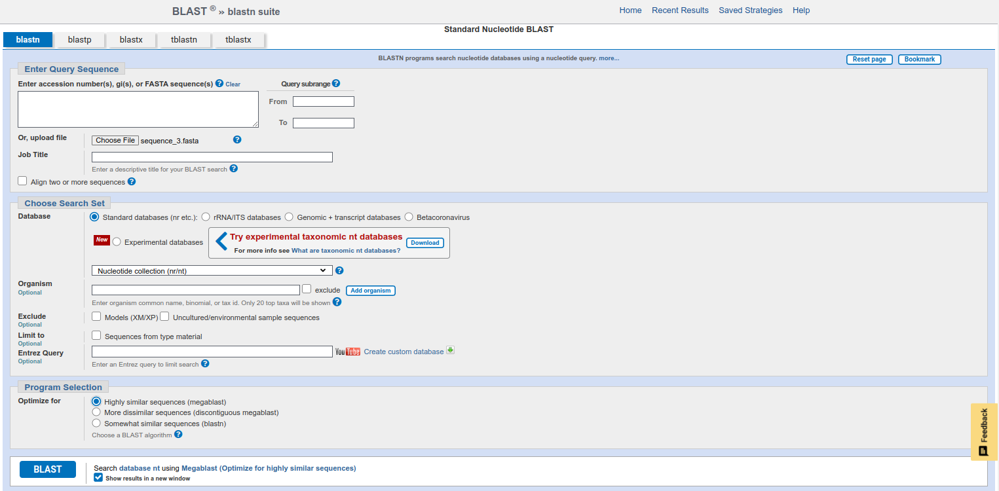 BLAST ® » blastn suite
Home Recent Results Saved Strategies Help
Standard Nucleotide BLAST
blastn blastp blastx tblastn tblastx
BLASTN programs search nucleotide databases using a nucleotide query. more...
Reset page Bookmark
Enter Query Sequence
Enter accession number(s), gi(s), or FASTA sequence(s) ? Clear
Query subrange ?
From
To
Or, upload file Choose File sequence_3.fasta ?
Job Title
Enter a descriptive title for your BLAST search ?
Align two or more sequences ?
Choose Search Set
Database Standard databases (nr etc.): rRNA/ITS databases Genomic + transcript databases Betacoronavirus
New Experimental databases
Try experimental taxonomic nt databases
For more info see What are taxonomic nt databases?
Download
Nucleotide collection (nr/nt) ?
Organism
Optional
exclude Add organism
Enter organism common name, binomial, or tax id. Only 20 top taxa will be shown ?
Exclude
Optional
Models (XM/XP) Uncultured/environmental sample sequences
Limit to
Optional
Sequences from type material
Entrez Query
Optional
YouTube Create custom database
Enter an Entrez query to limit search ?
Program Selection
Optimize for
Highly similar sequences (megablast)
More dissimilar sequences (discontiguous megablast)
Somewhat similar sequences (blastn)
Choose a BLAST algorithm ?
Feedback
BLAST
Search database nt using Megablast (Optimize for highly similar sequences)
Show results in a new window